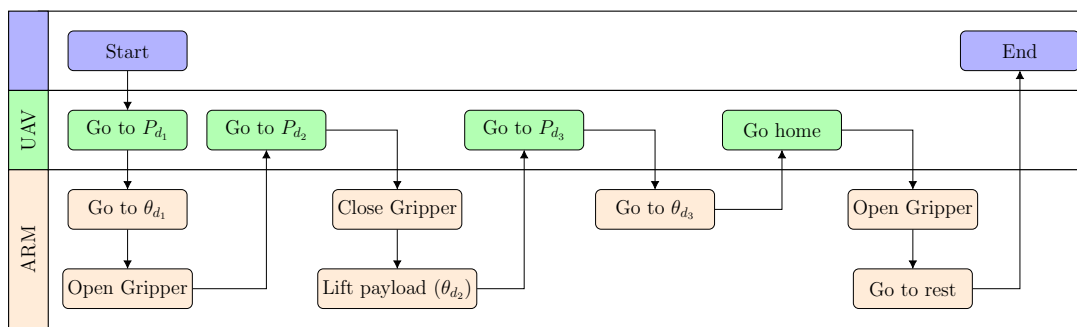 Start
End
UAV
Go to $P_{d_1}$
Go to $P_{d_2}$
Go to $P_{d_3}$
Go home
ARM
Go to $\theta_{d_1}$
Close Gripper
Go to $\theta_{d_3}$
Open Gripper
Open Gripper
Lift payload ($\theta_{d_2}$)
Go to rest